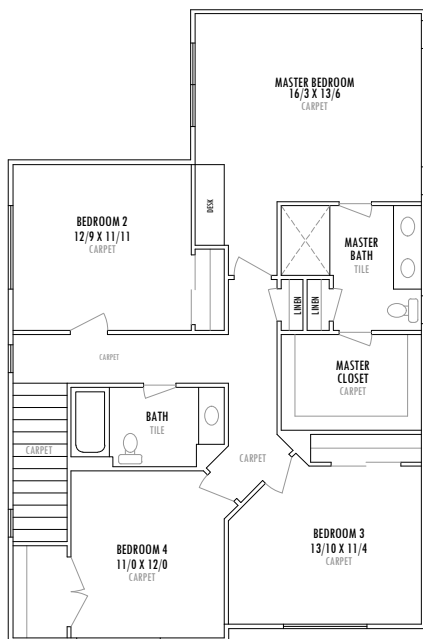 MASTER BEDROOM
16/3 X 13/6
CARPET
BEDROOM 2
12/9 X 11/11
CARPET
DESK
MASTER
BATH
TILE
LINEN
LINEN
CARPET
MASTER
CLOSET
CARPET
BATH
TILE
CARPET
CARPET
BEDROOM 3
13/10 X 11/4
CARPET
BEDROOM 4
11/0 X 12/0
CARPET